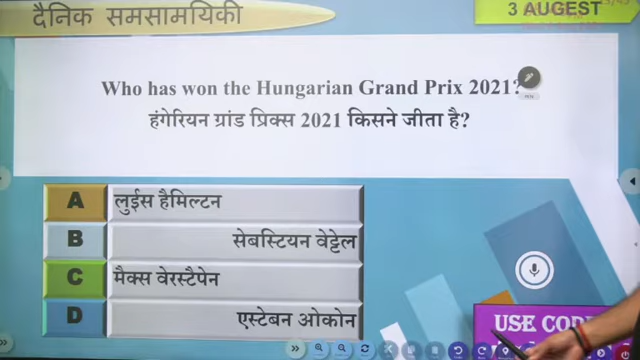 दैनिक समसामयिकी
3 AUGEST
Who has won the Hungarian Grand Prix 2021?
हंगेरियन ग्रांड प्रिक्स 2021 किसने जीता है?
A लुईस हैमिल्टन
B सेबस्टियन वेट्टेल
C मैक्स वेरस्टैपेन
D एस्टेबन ओकोन
USE CODE